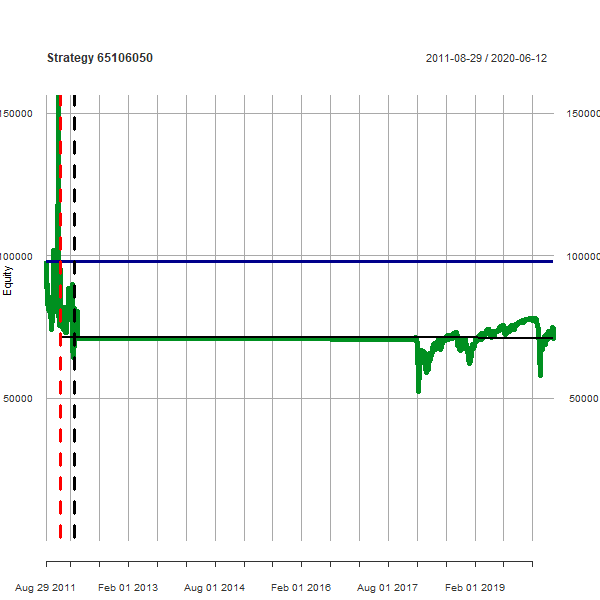 Strategy 65106050
2011-08-29 / 2020-06-12
150000 150000
100000 100000
Equity
50000 50000
Aug 29 2011 Feb 01 2013 Aug 01 2014 Feb 01 2016 Aug 01 2017 Feb 01 2019